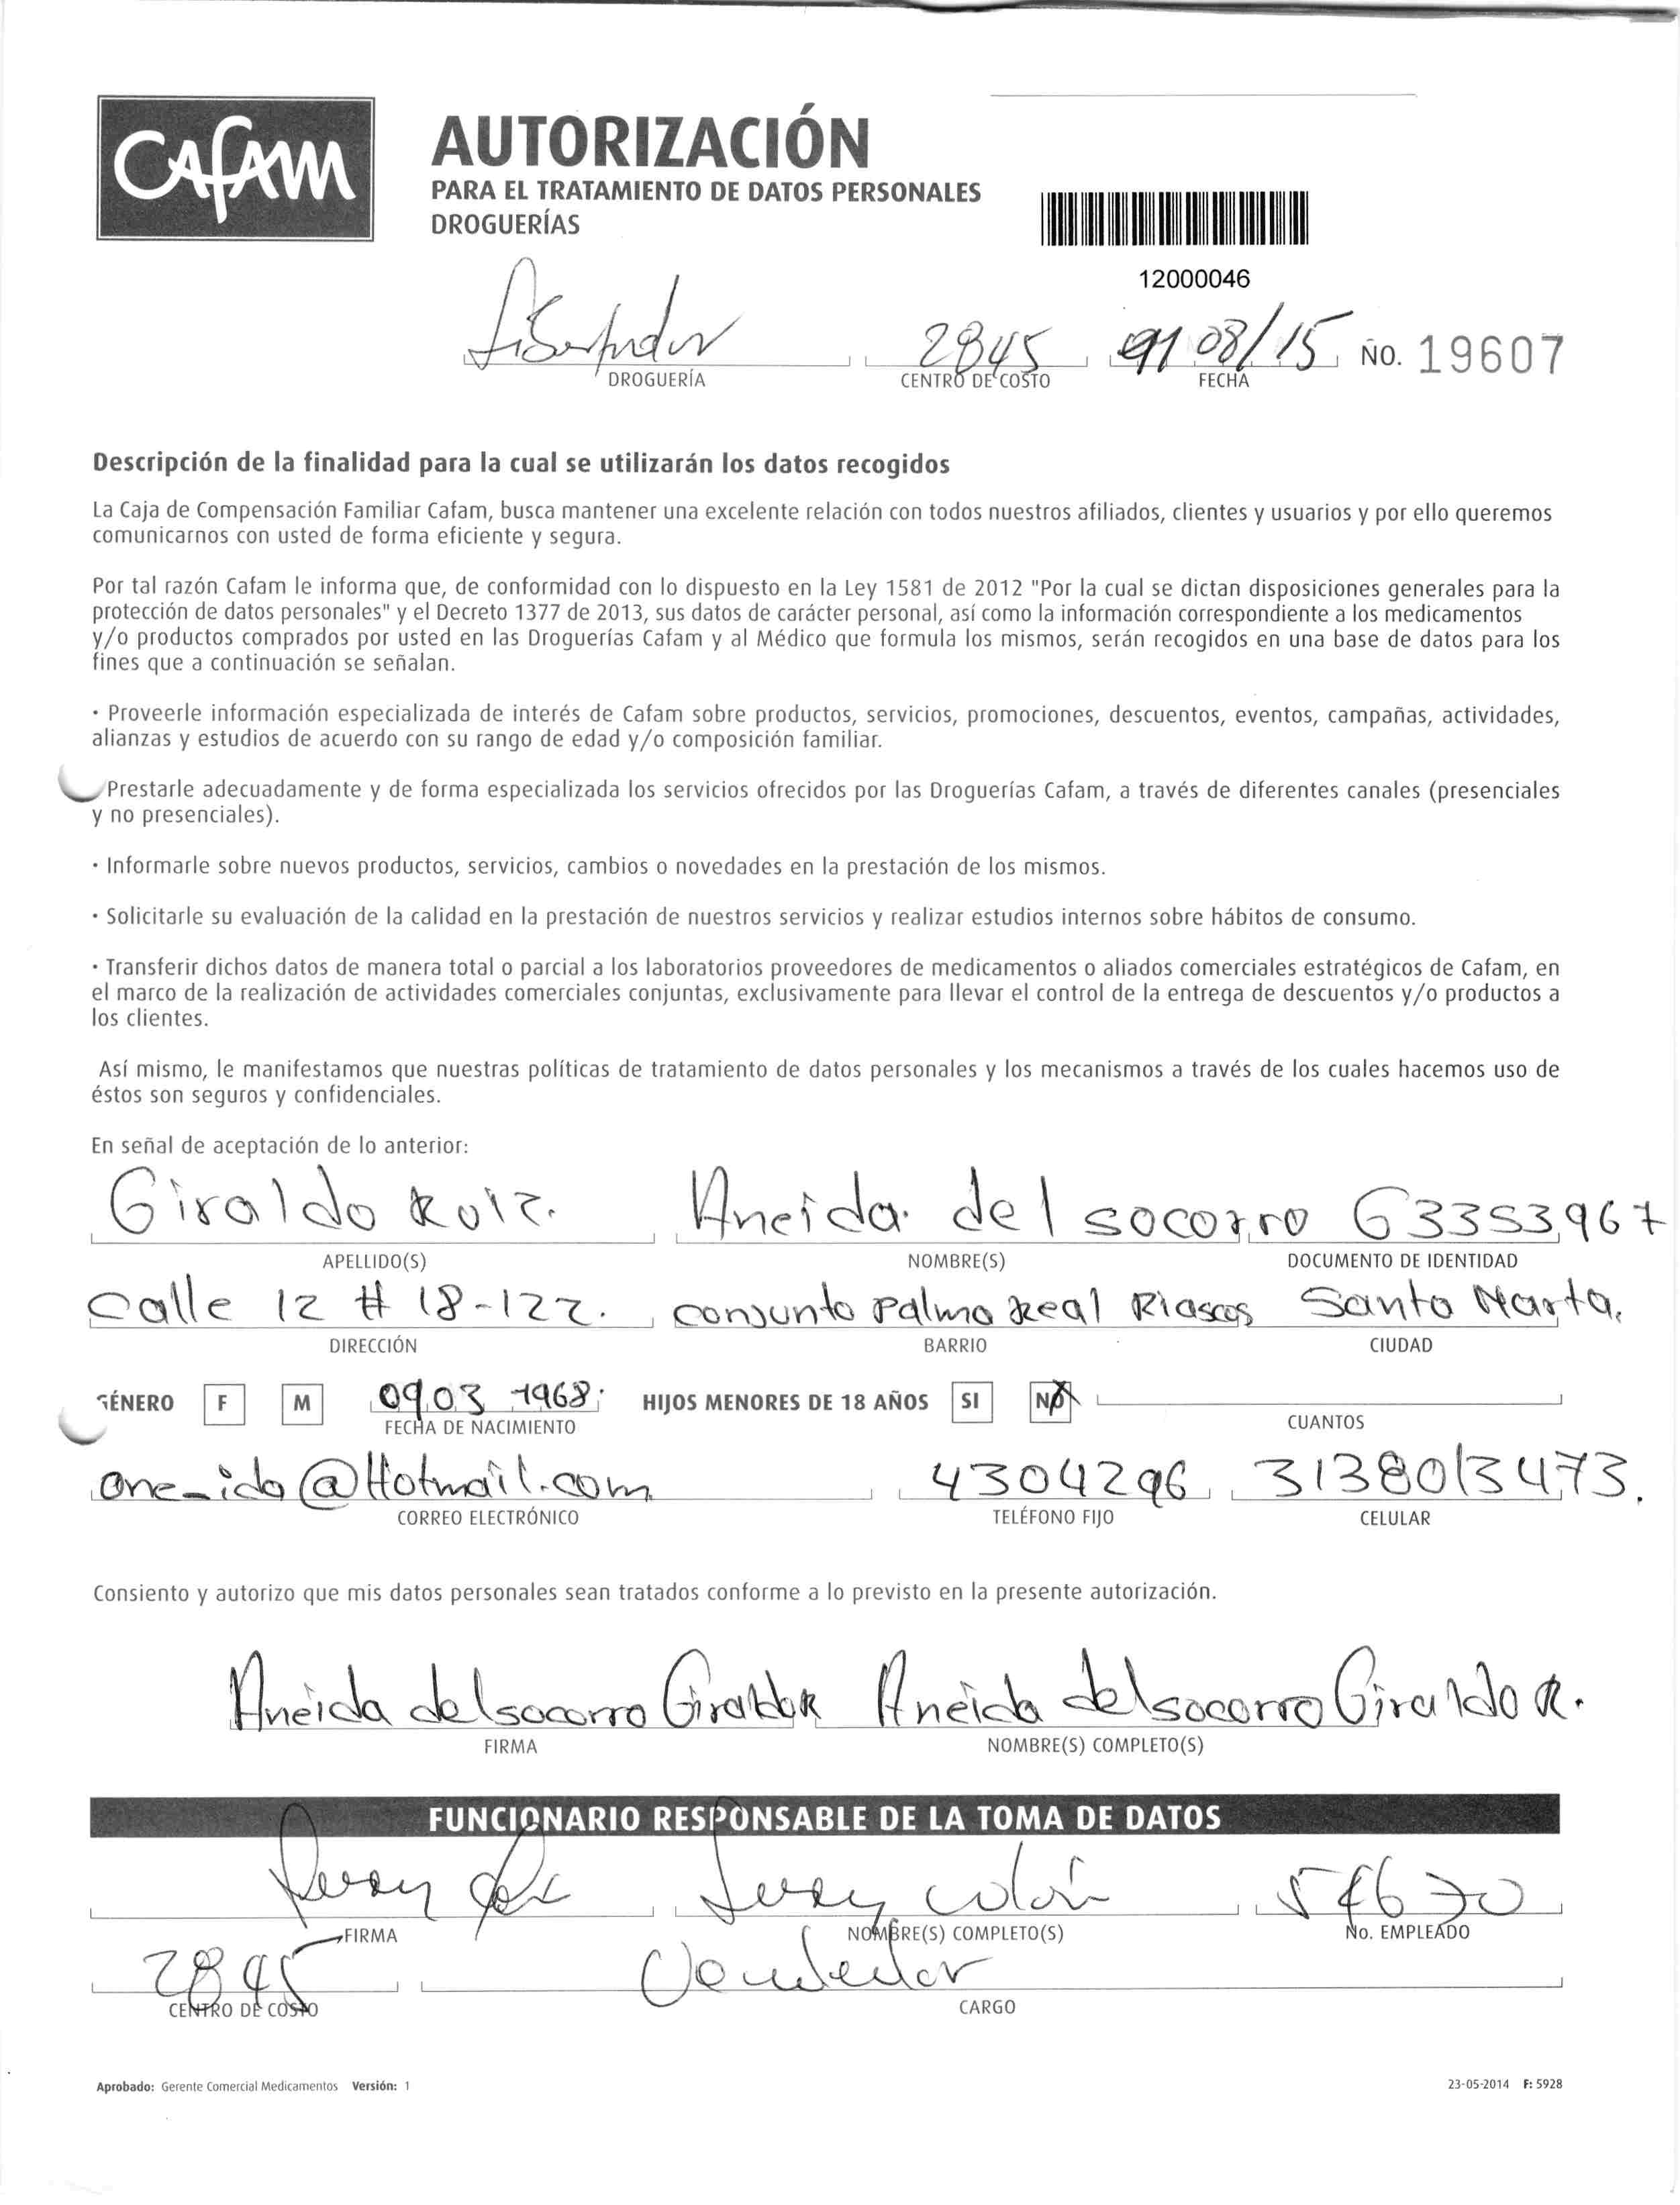 CAFAM
AUTORIZACIÓN
PARA EL TRATAMIENTO DE DATOS PERSONALES
DROGUERÍAS
12000046
Libertador 2845 08/15 No. 19607
DROGUERÍA CENTRO DE COSTO FECHA
Descripción de la finalidad para la cual se utilizarán los datos recogidos
La Caja de Compensación Familiar Cafam, busca mantener una excelente relación con todos nuestros afiliados, clientes y usuarios y por ello queremos
comunicarnos con usted de forma eficiente y segura.
Por tal razón Cafam le informa que, de conformidad con lo dispuesto en la Ley 1581 de 2012 "Por la cual se dictan disposiciones generales para la
protección de datos personales" y el Decreto 1377 de 2013, sus datos de carácter personal, así como la información correspondiente a los medicamentos
y/o productos comprados por usted en las Droguerías Cafam y al Médico que formula los mismos, serán recogidos en una base de datos para los
fines que a continuación se señalan.
· Proveerle información especializada de interés de Cafam sobre productos, servicios, promociones, descuentos, eventos, campañas, actividades,
alianzas y estudios de acuerdo con su rango de edad y/o composición familiar.
Prestarle adecuadamente y de forma especializada los servicios ofrecidos por las Droguerías Cafam, a través de diferentes canales (presenciales
y no presenciales).
· Informarle sobre nuevos productos, servicios, cambios o novedades en la prestación de los mismos.
· Solicitarle su evaluación de la calidad en la prestación de nuestros servicios y realizar estudios internos sobre hábitos de consumo.
· Transferir dichos datos de manera total o parcial a los laboratorios proveedores de medicamentos o aliados comerciales estratégicos de Cafam, en
el marco de la realización de actividades comerciales conjuntas, exclusivamente para llevar el control de la entrega de descuentos y/o productos a
los clientes.
Así mismo, le manifestamos que nuestras políticas de tratamiento de datos personales y los mecanismos a través de los cuales hacemos uso de
éstos son seguros y confidenciales.
En señal de aceptación de lo anterior:
Giraldo Ruiz. Aneida del socorro 63353967
APELLIDO(S) NOMBRE(S) DOCUMENTO DE IDENTIDAD
Calle 12 # 18-122. conjunto Palma Real Riascos Santa Marta.
DIRECCIÓN BARRIO CIUDAD
GÉNERO F M 09 03 1968. HIJOS MENORES DE 18 AÑOS SI NO
FECHA DE NACIMIENTO CUANTOS
ane_ida@Hotmail.com 4304296 3138013473.
CORREO ELECTRÓNICO TELÉFONO FIJO CELULAR
Consiento y autorizo que mis datos personales sean tratados conforme a lo previsto en la presente autorización.
Aneida del socorro Giraldo R Aneida del socorro Giraldo R.
FIRMA NOMBRE(S) COMPLETO(S)
FUNCIONARIO RESPONSABLE DE LA TOMA DE DATOS
colón
FIRMA NOMBRE(S) COMPLETO(S) No. EMPLEADO
2845 Vendedor
CENTRO DE COSTO CARGO
Aprobado: Gerente Comercial Medicamentos Versión: 1 23-05-2014 F: 5928